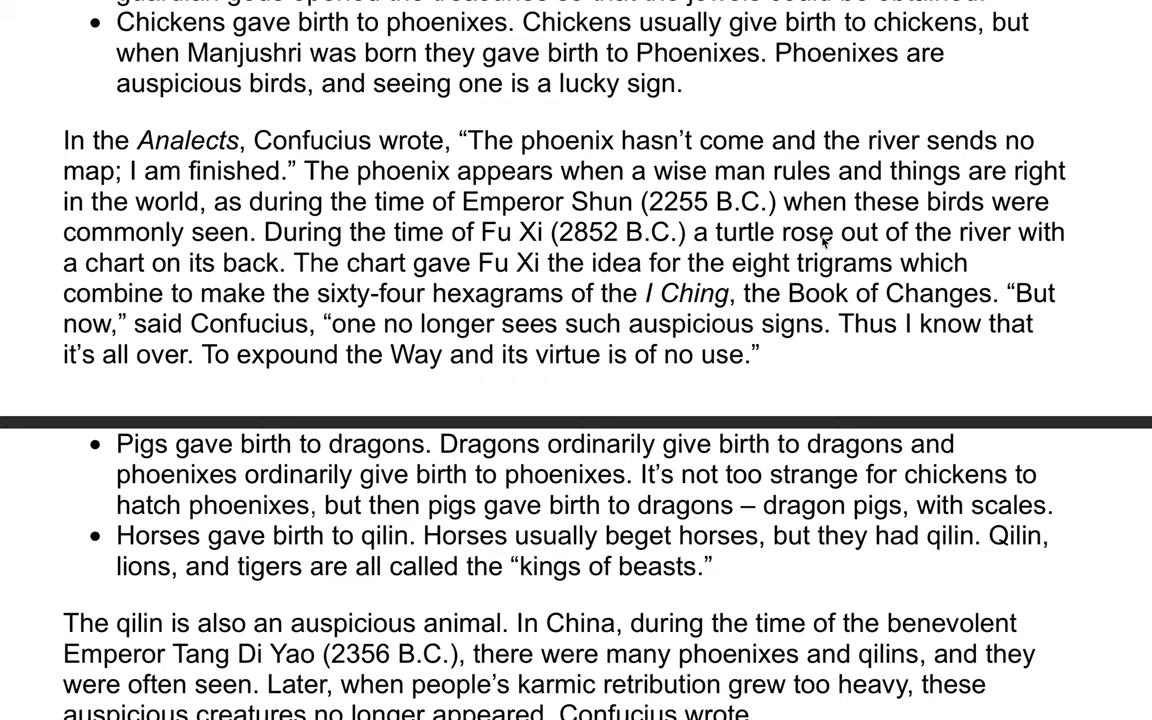 guardian gods opened the treasures so that the jewels could be obtained.
• Chickens gave birth to phoenixes. Chickens usually give birth to chickens, but
when Manjushri was born they gave birth to Phoenixes. Phoenixes are
auspicious birds, and seeing one is a lucky sign.
In the Analects, Confucius wrote, “The phoenix hasn’t come and the river sends no
map; I am finished.” The phoenix appears when a wise man rules and things are right
in the world, as during the time of Emperor Shun (2255 B.C.) when these birds were
commonly seen. During the time of Fu Xi (2852 B.C.) a turtle rose out of the river with
a chart on its back. The chart gave Fu Xi the idea for the eight trigrams which
combine to make the sixty-four hexagrams of the I Ching, the Book of Changes. “But
now,” said Confucius, “one no longer sees such auspicious signs. Thus I know that
it’s all over. To expound the Way and its virtue is of no use.”
• Pigs gave birth to dragons. Dragons ordinarily give birth to dragons and
phoenixes ordinarily give birth to phoenixes. It’s not too strange for chickens to
hatch phoenixes, but then pigs gave birth to dragons – dragon pigs, with scales.
• Horses gave birth to qilin. Horses usually beget horses, but they had qilin. Qilin,
lions, and tigers are all called the “kings of beasts.”
The qilin is also an auspicious animal. In China, during the time of the benevolent
Emperor Tang Di Yao (2356 B.C.), there were many phoenixes and qilins, and they
were often seen. Later, when people’s karmic retribution grew too heavy, these
auspicious creatures no longer appeared. Confucius wrote